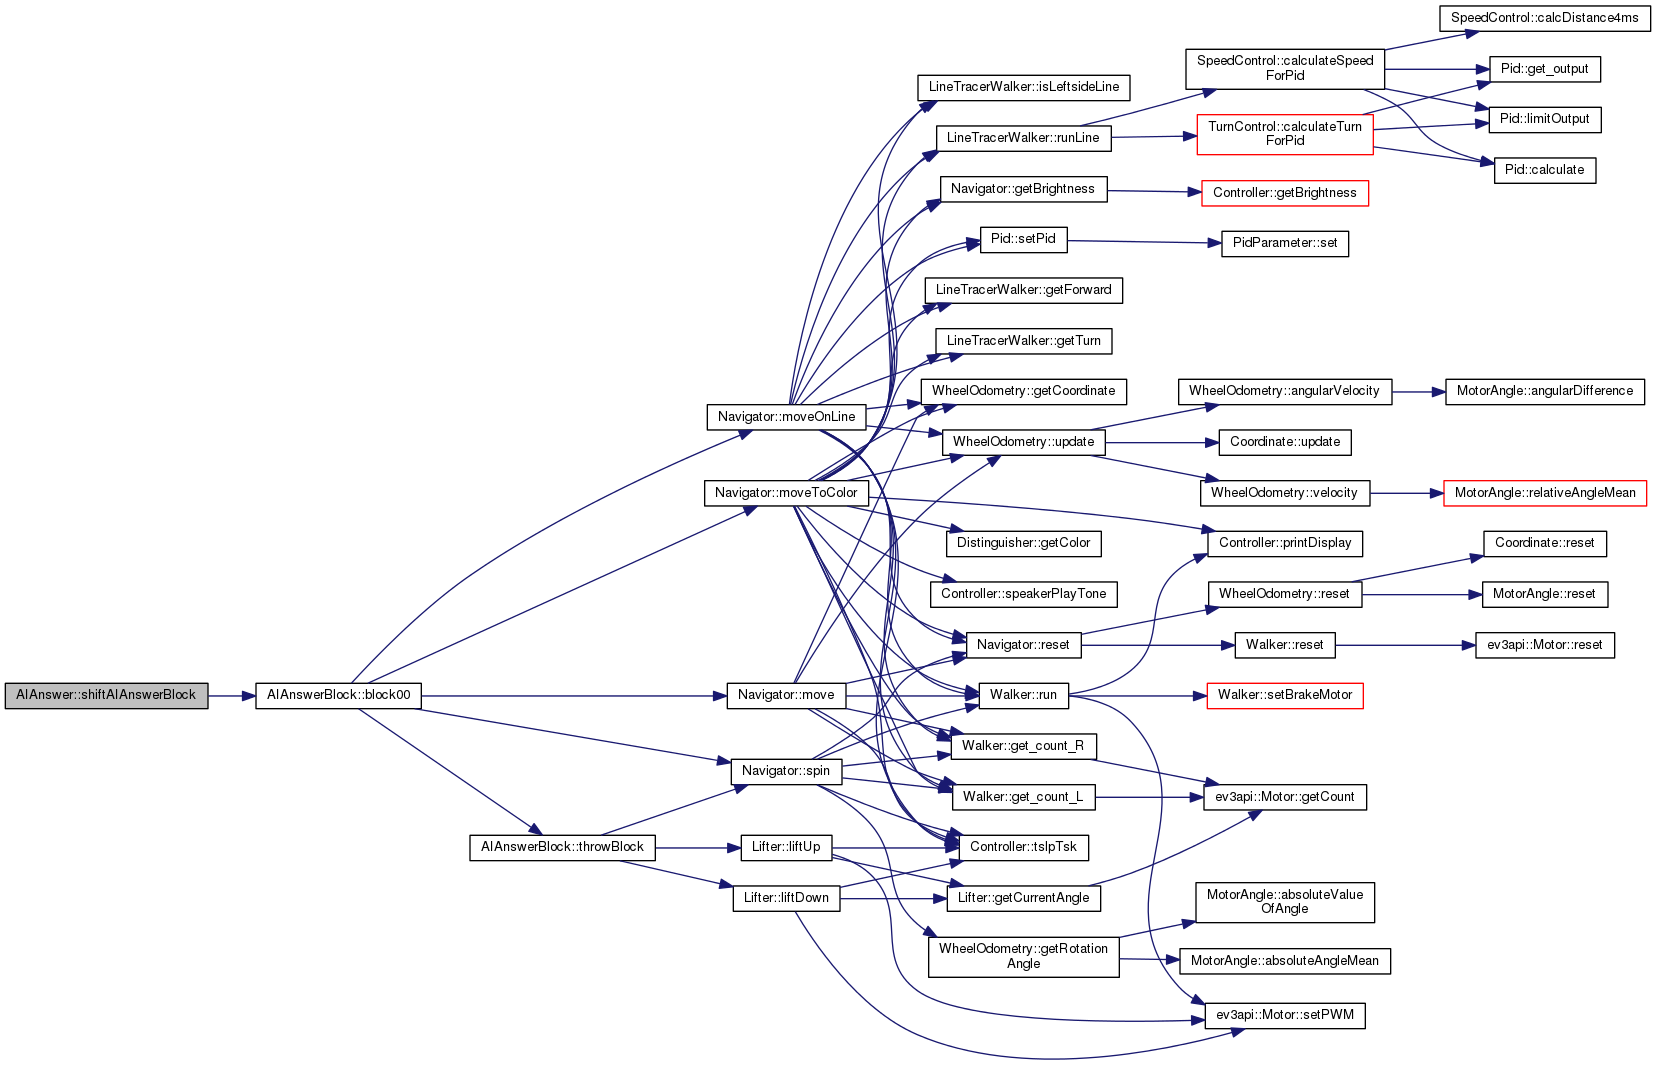 SpeedControl::calcDistance4ms
SpeedControl::calculateSpeed
ForPid
Pid::get_output
LineTracerWalker::isLeftsideLine
Pid::limitOutput
LineTracerWalker::runLine
TurnControl::calculateTurn
ForPid
Pid::calculate
Navigator::getBrightness
Controller::getBrightness
Pid::setPid
PidParameter::set
LineTracerWalker::getForward
LineTracerWalker::getTurn
WheelOdometry::getCoordinate
WheelOdometry::angularVelocity
MotorAngle::angularDifference
Navigator::moveOnLine
WheelOdometry::update
Coordinate::update
Navigator::moveToColor
WheelOdometry::velocity
MotorAngle::relativeAngleMean
Distinguisher::getColor
Controller::printDisplay
Coordinate::reset
Controller::speakerPlayTone
WheelOdometry::reset
MotorAngle::reset
Navigator::reset
Walker::reset
ev3api::Motor::reset
AIAnswer::shiftAIAnswerBlock
AIAnswerBlock::block00
Navigator::move
Walker::run
Walker::setBrakeMotor
Walker::get_count_R
Navigator::spin
Walker::get_count_L
ev3api::Motor::getCount
AIAnswerBlock::throwBlock
Lifter::liftUp
Controller::tslpTsk
Lifter::liftDown
Lifter::getCurrentAngle
MotorAngle::absoluteValue
OfAngle
WheelOdometry::getRotation
Angle
MotorAngle::absoluteAngleMean
ev3api::Motor::setPWM